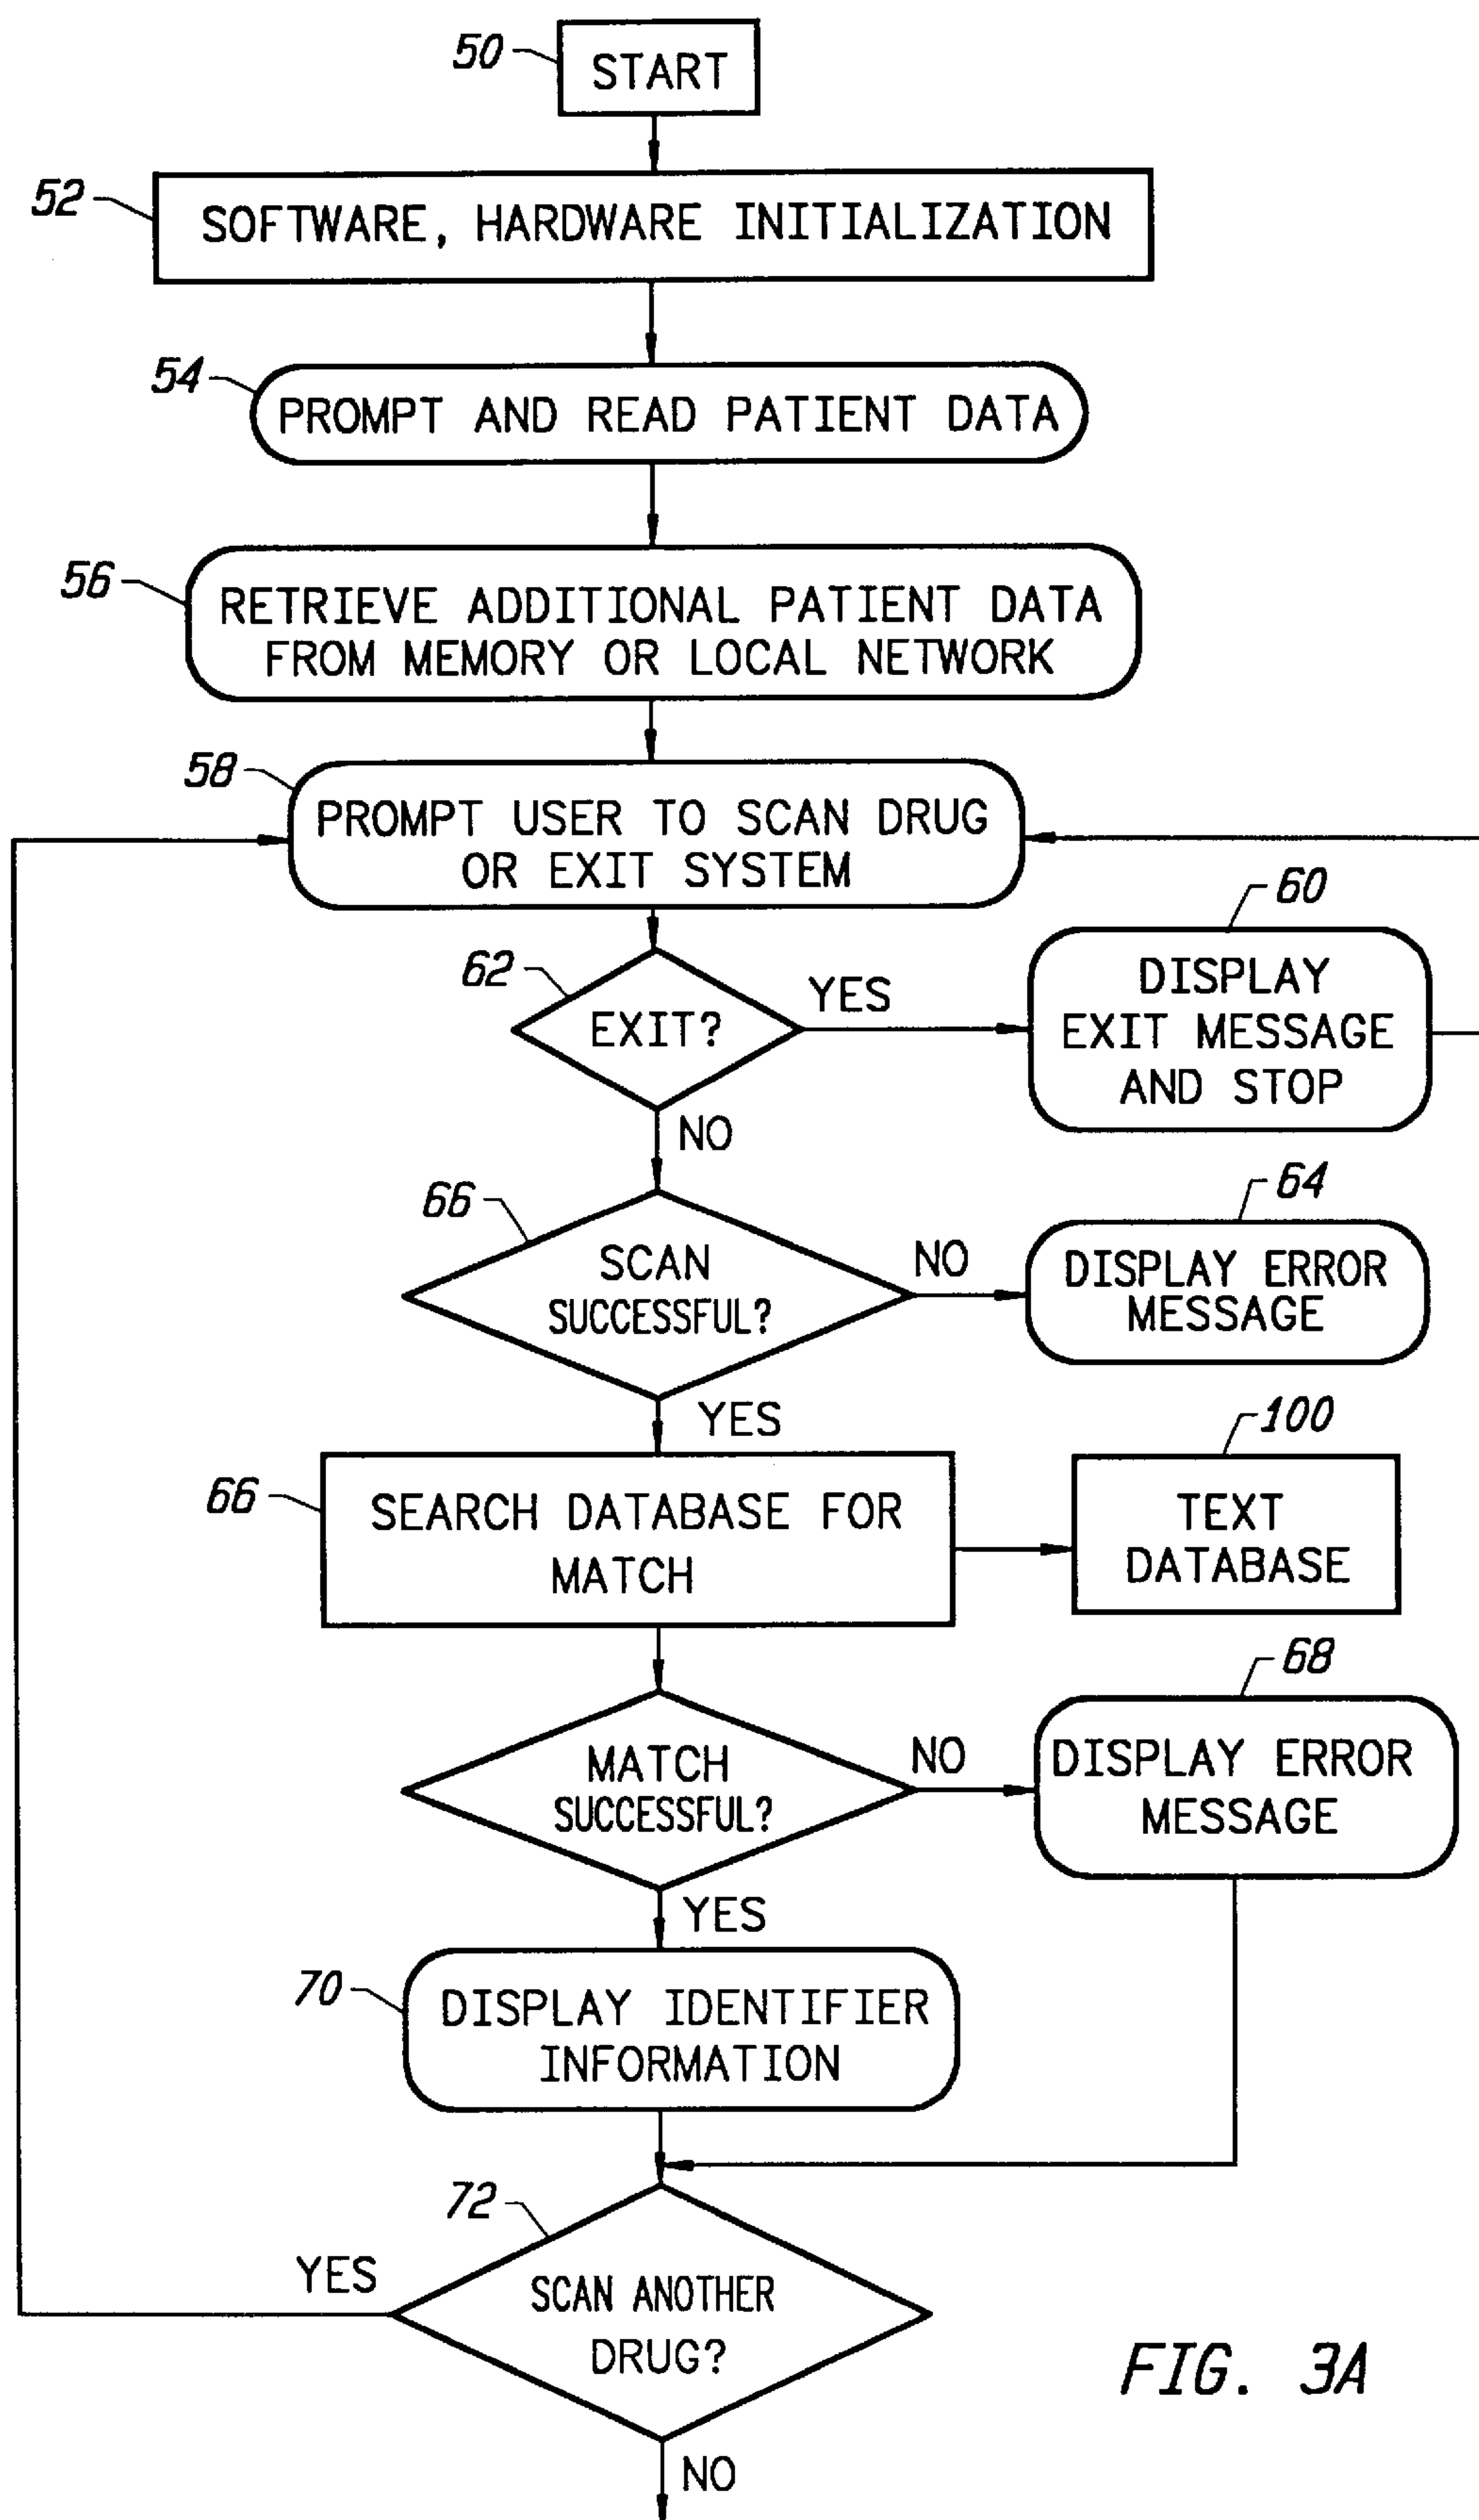 50
START
52
SOFTWARE, HARDWARE INITIALIZATION
54
PROMPT AND READ PATIENT DATA
56
RETRIEVE ADDITIONAL PATIENT DATA
FROM MEMORY OR LOCAL NETWORK
58
PROMPT USER TO SCAN DRUG
OR EXIT SYSTEM
62
EXIT?
YES
60
DISPLAY
EXIT MESSAGE
AND STOP
NO
66
SCAN
SUCCESSFUL?
NO
64
DISPLAY ERROR
MESSAGE
YES
66
SEARCH DATABASE FOR
MATCH
100
TEXT
DATABASE
MATCH
SUCCESSFUL?
NO
68
DISPLAY ERROR
MESSAGE
YES
70
DISPLAY IDENTIFIER
INFORMATION
72
YES
SCAN ANOTHER
DRUG?
NO
FIG. 3A